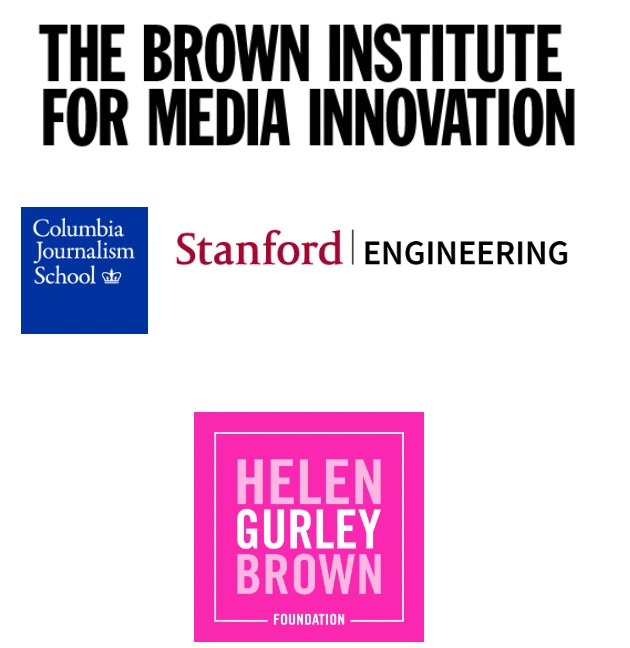 THE BROWN INSTITUTE
FOR MEDIA INNOVATION
Columbia
Journalism
School
Stanford | ENGINEERING
HELEN
GURLEY
BROWN
FOUNDATION